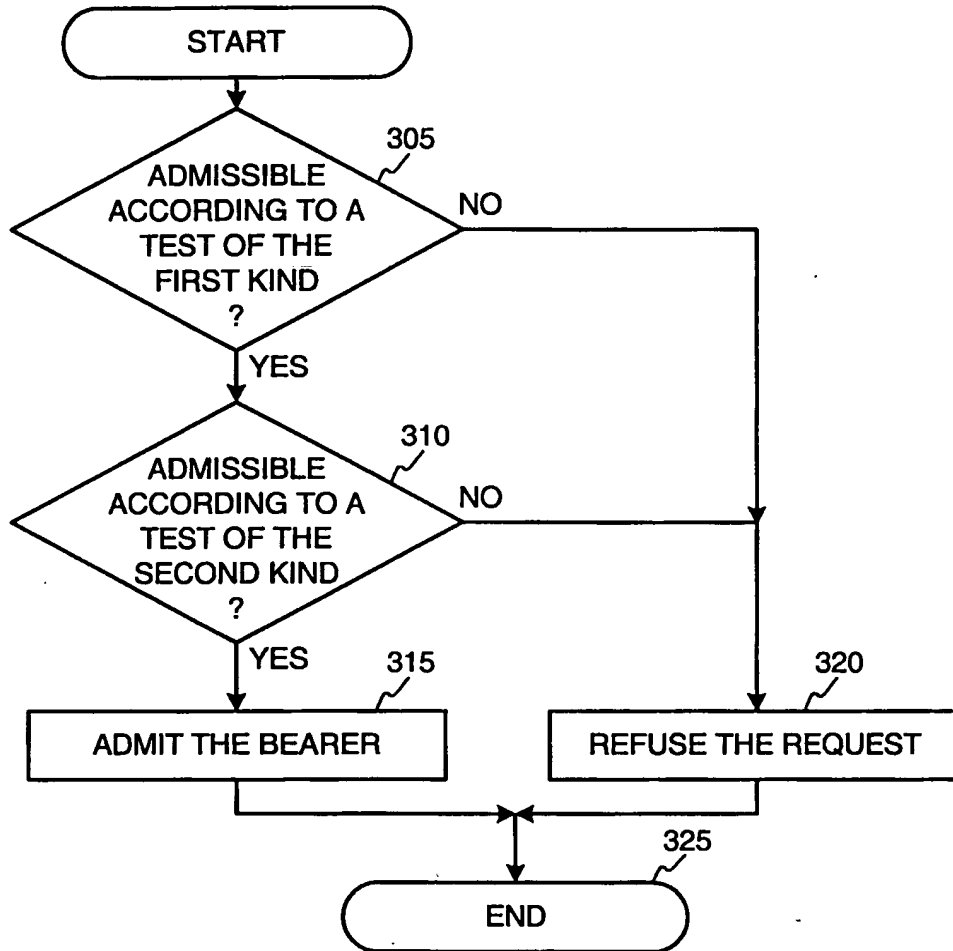 START
305
ADMISSIBLE
ACCORDING TO A
TEST OF THE
FIRST KIND
?
NO
YES
310
ADMISSIBLE
ACCORDING TO A
TEST OF THE
SECOND KIND
?
NO
YES
315
ADMIT THE BEARER
320
REFUSE THE REQUEST
325
END